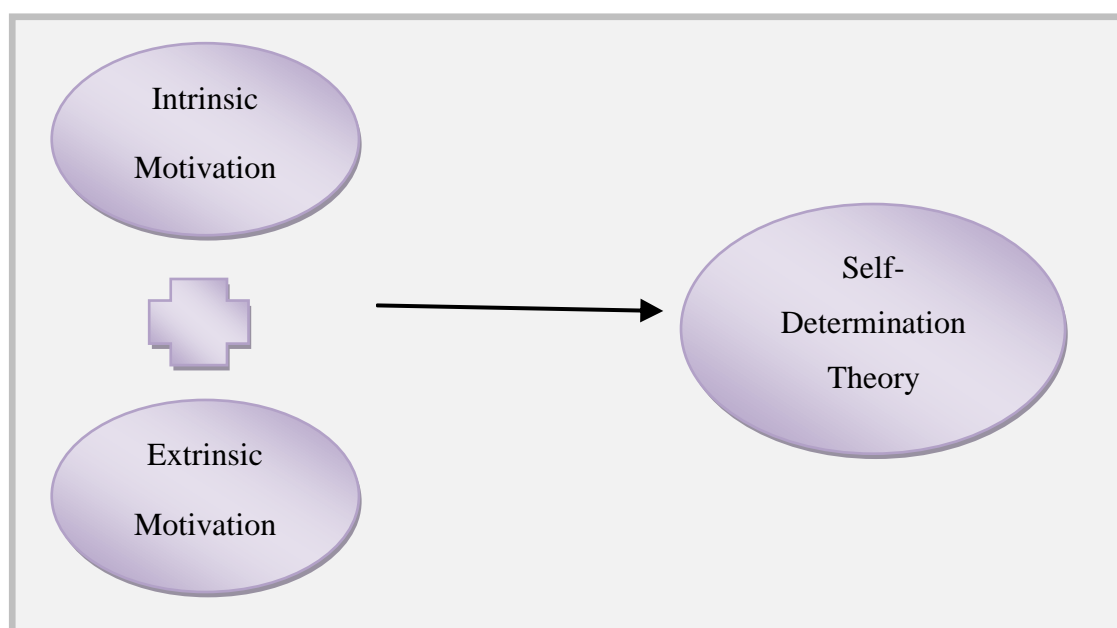 Intrinsic
Motivation
Extrinsic
Motivation
Self-
Determination
Theory